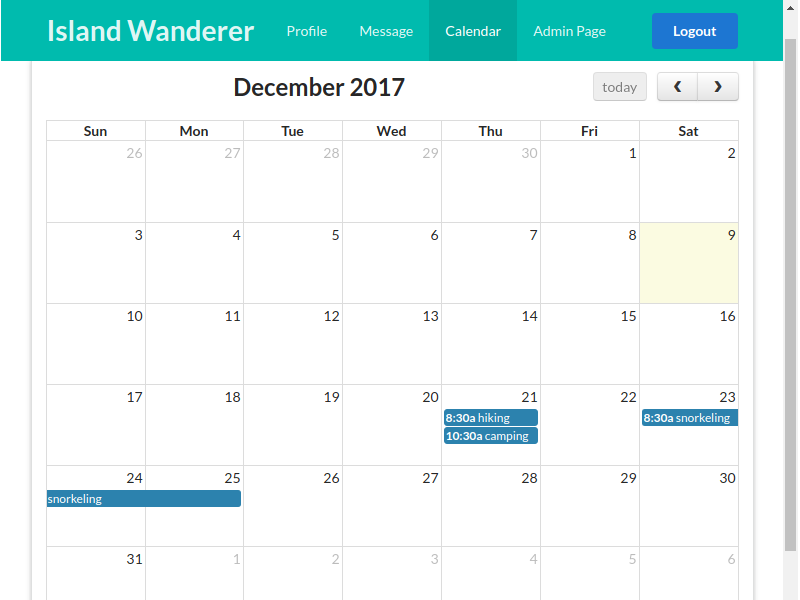 Island Wanderer Profile Message Calendar Admin Page Logout
December 2017 today
Sun Mon Tue Wed Thu Fri Sat
26 27 28 29 30 1 2
3 4 5 6 7 8 9
10 11 12 13 14 15 16
17 18 19 20 21 22 23
8:30a hiking 8:30a snorkeling
10:30a camping
24 25 26 27 28 29 30
snorkeling
31 1 2 3 4 5 6